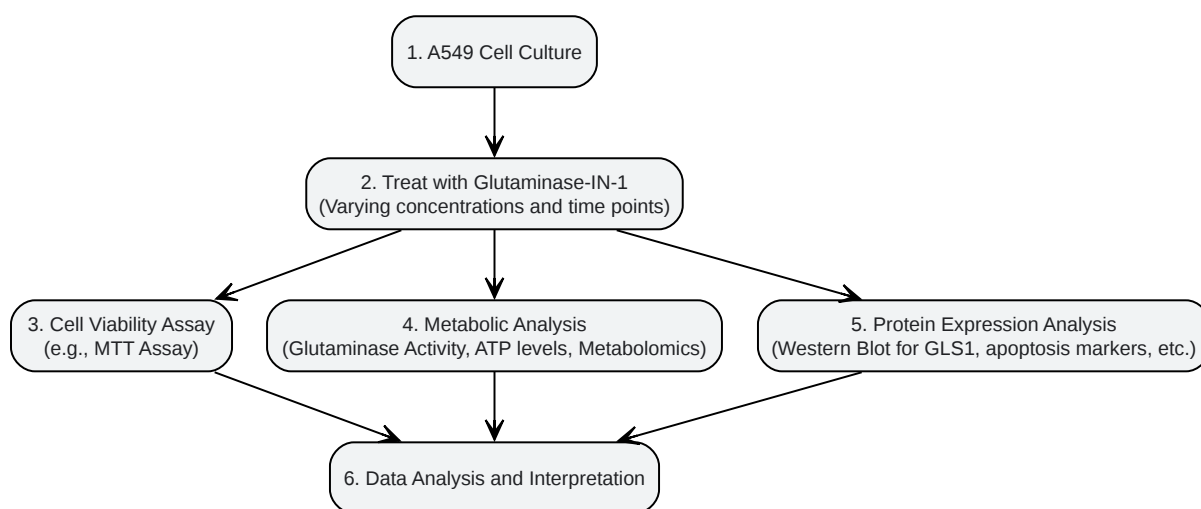 1. A549 Cell Culture
2. Treat with Glutaminase-IN-1
(Varying concentrations and time points)
3. Cell Viability Assay
(e.g., MTT Assay)
4. Metabolic Analysis
(Glutaminase Activity, ATP levels, Metabolomics)
5. Protein Expression Analysis
(Western Blot for GLS1, apoptosis markers, etc.)
6. Data Analysis and Interpretation